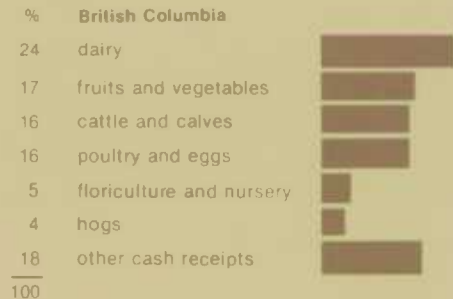 % British Columbia
24 dairy
17 fruits and vegetables
16 cattle and calves
16 poultry and eggs
5 floriculture and nursery
4 hogs
18 other cash receipts
100